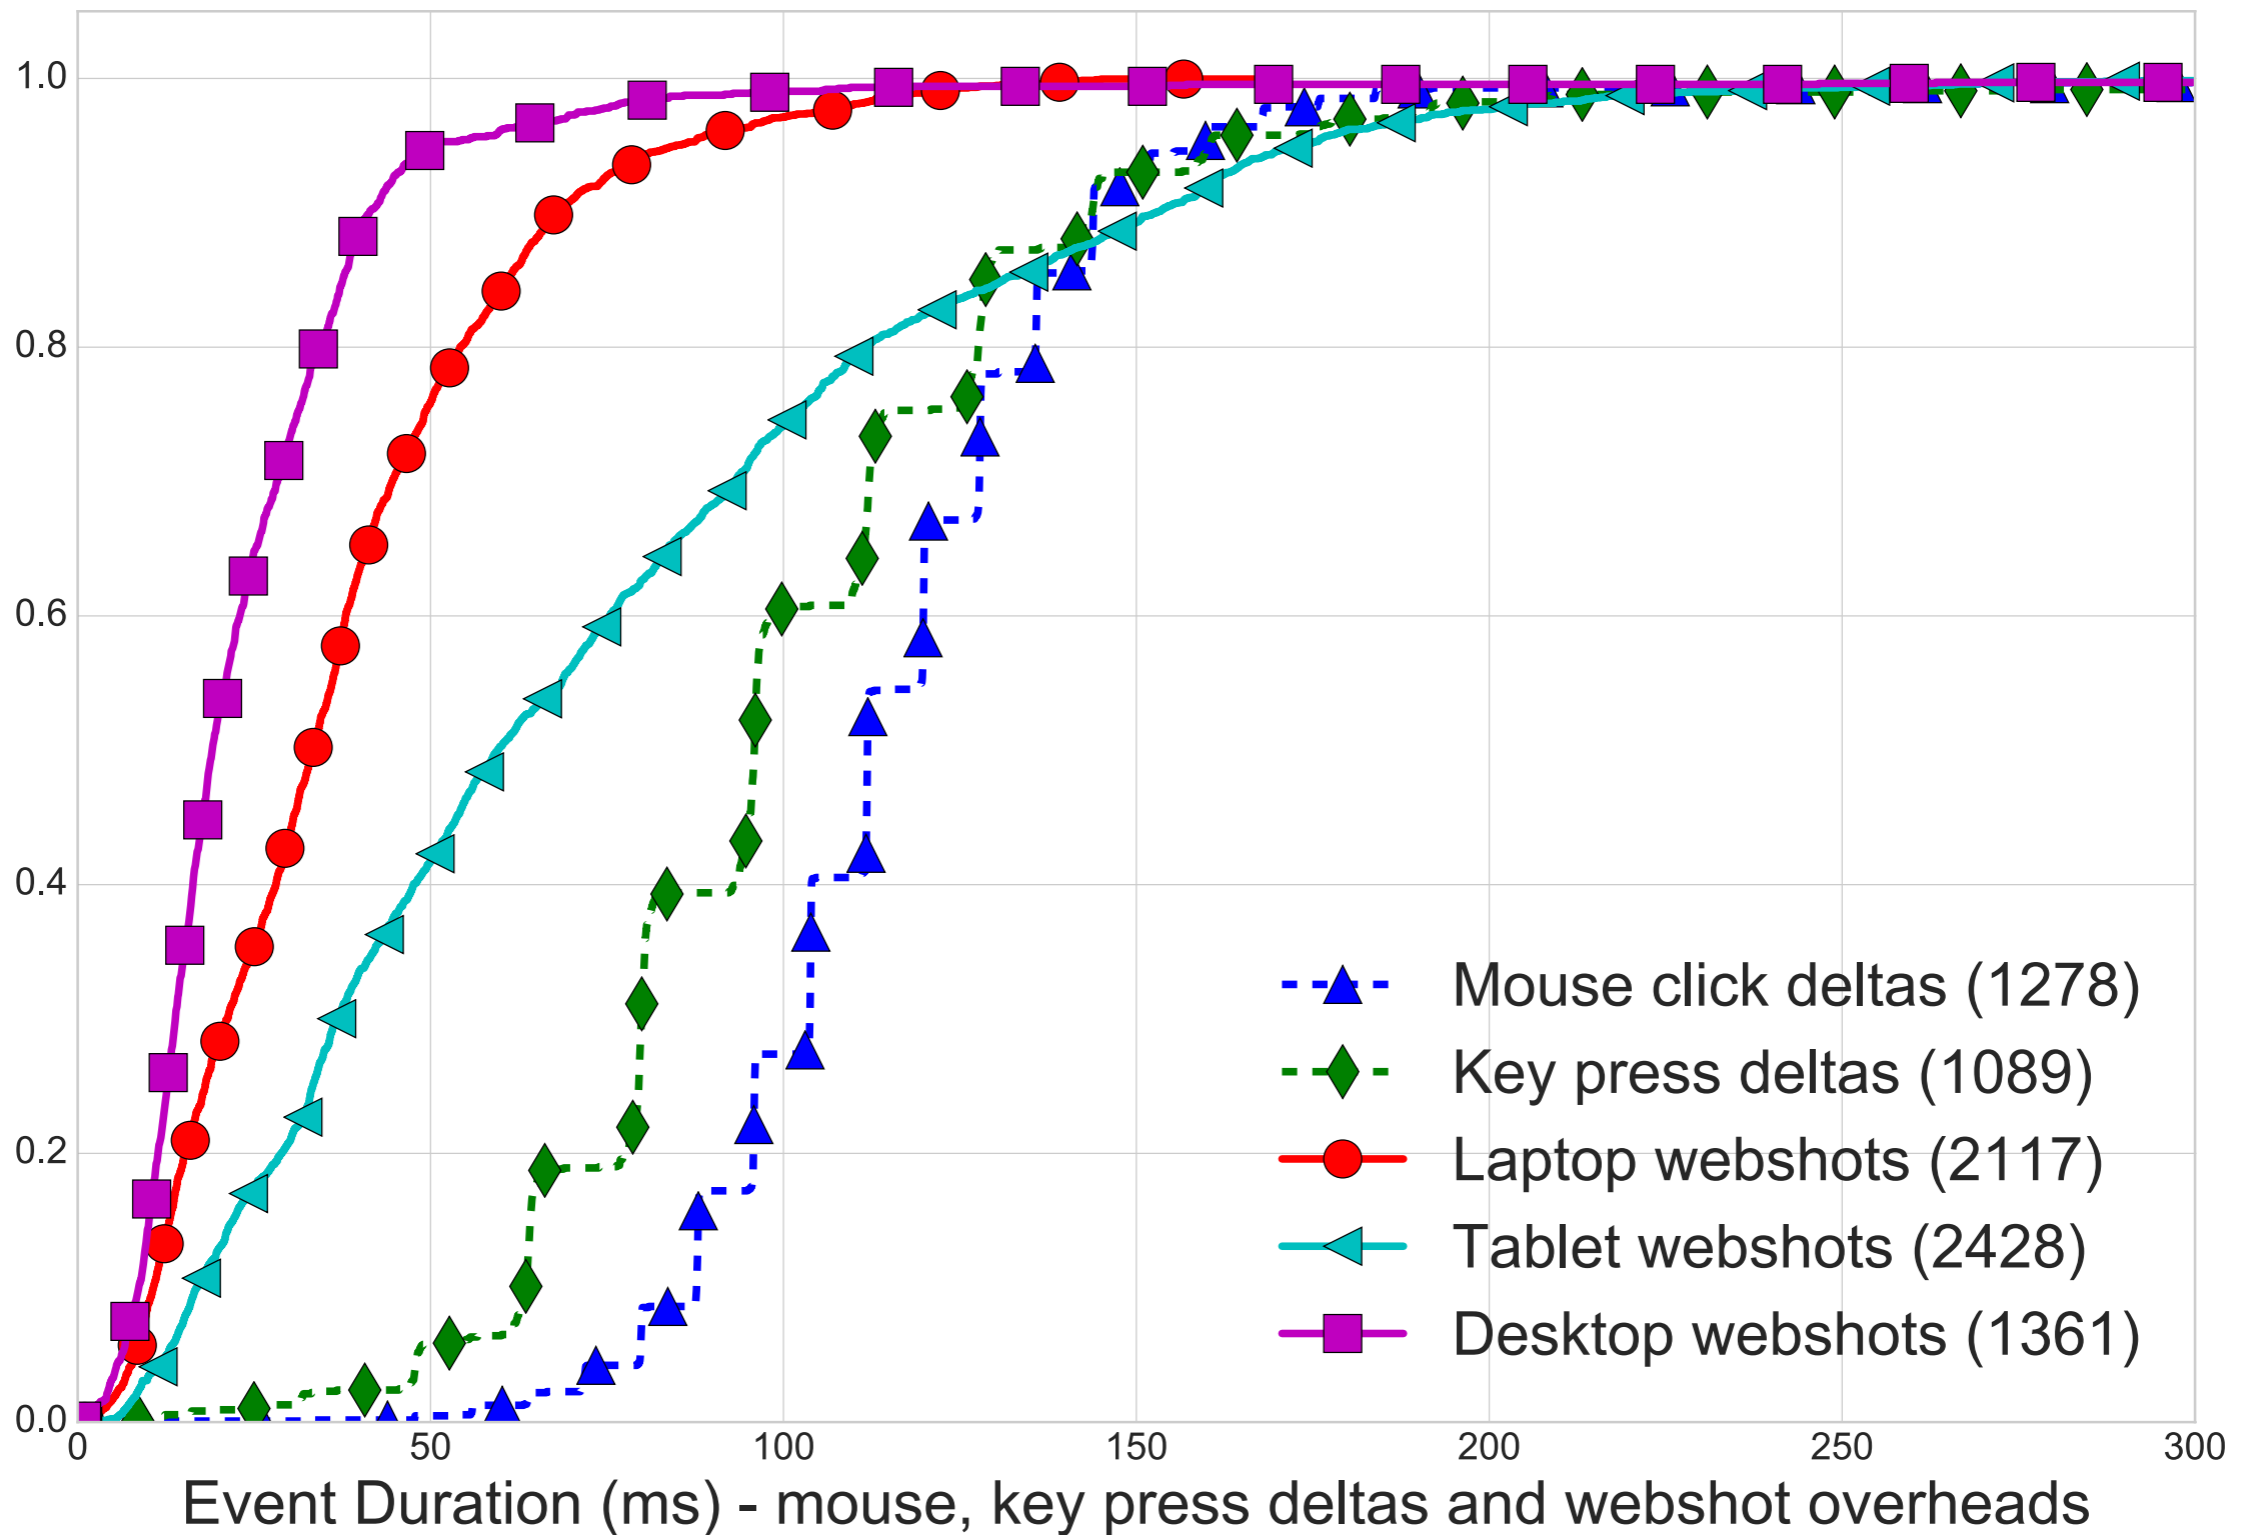 1.0
0.8
0.6
0.4
0.2
0.0
0 50 100 150 200 250 300
Mouse click deltas (1278)
Key press deltas (1089)
Laptop webshots (2117)
Tablet webshots (2428)
Desktop webshots (1361)
Event Duration (ms) - mouse, key press deltas and webshot overheads